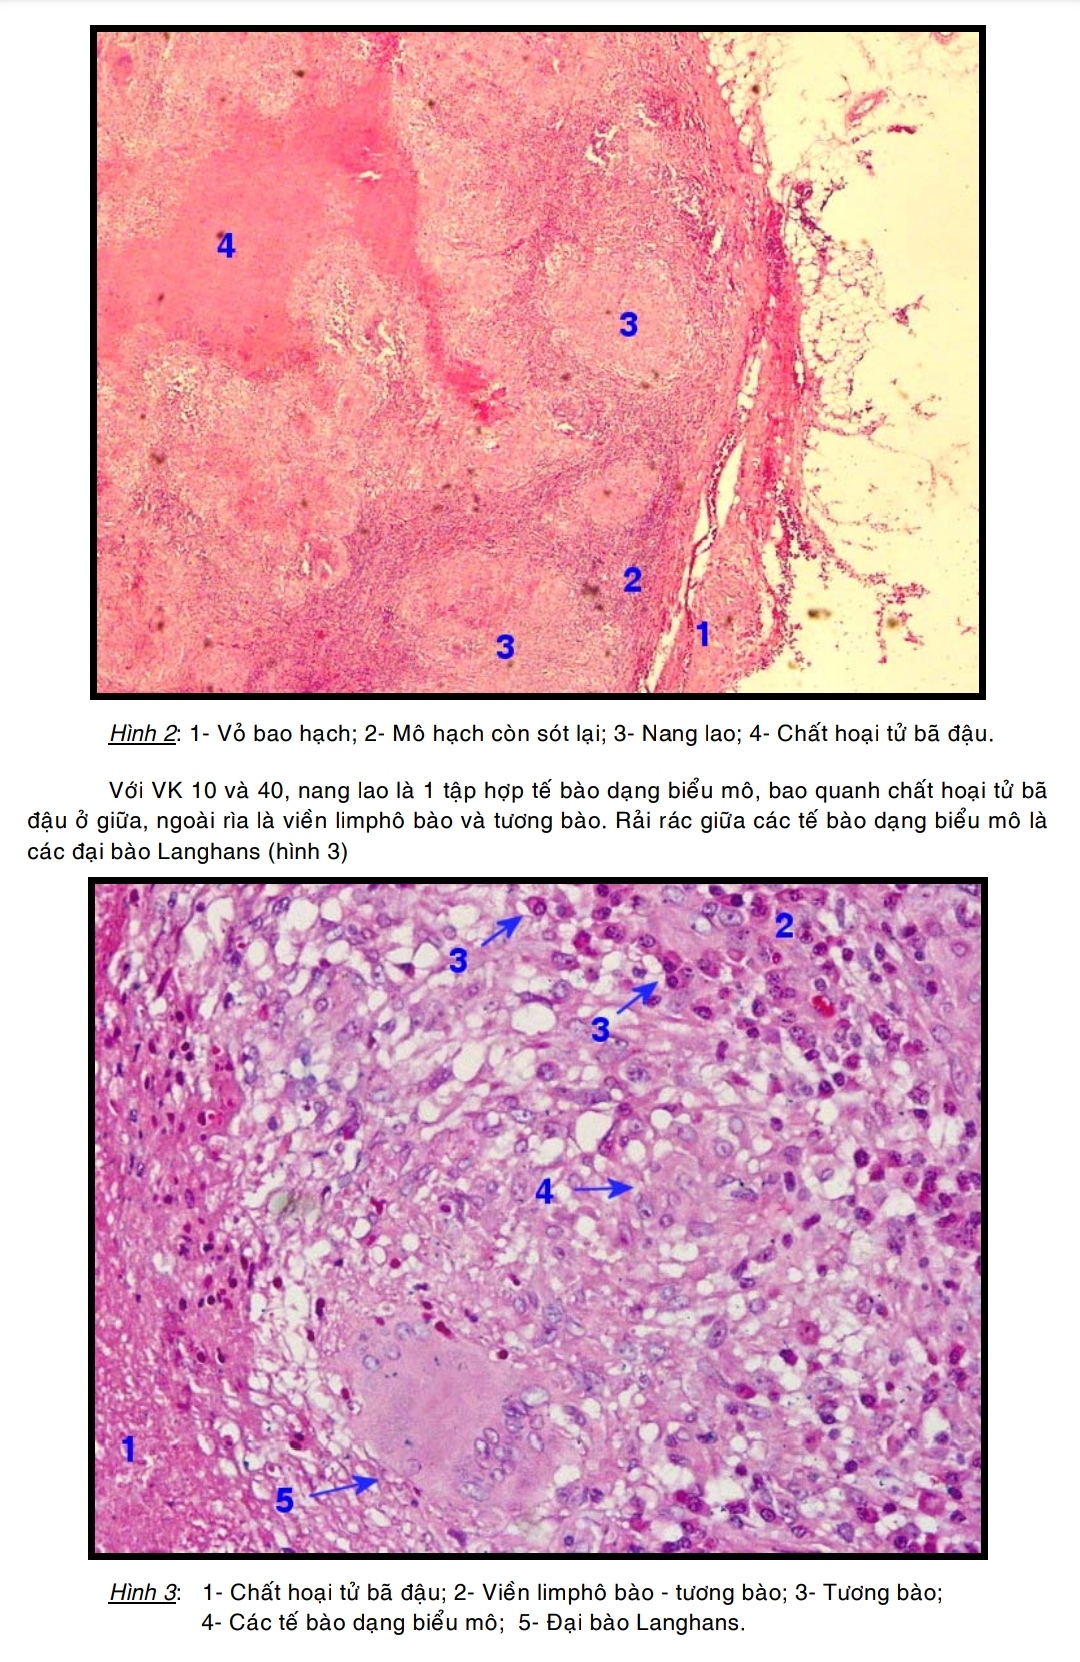 4
3
2
3
1
Hình 2: 1- Vỏ bao hạch; 2- Mô hạch còn sót lại; 3- Nang lao; 4- Chất hoại tử bã đậu.
Với VK 10 và 40, nang lao là 1 tập hợp tế bào dạng biểu mô, bao quanh chất hoại tử bã
đậu ở giữa, ngoài rìa là viền limphô bào và tương bào. Rải rác giữa các tế bào dạng biểu mô là
các đại bào Langhans (hình 3)
3
2
3
4
1
5
Hình 3: 1- Chất hoại tử bã đậu; 2- Viền limphô bào - tương bào; 3- Tương bào;
4- Các tế bào dạng biểu mô; 5- Đại bào Langhans.